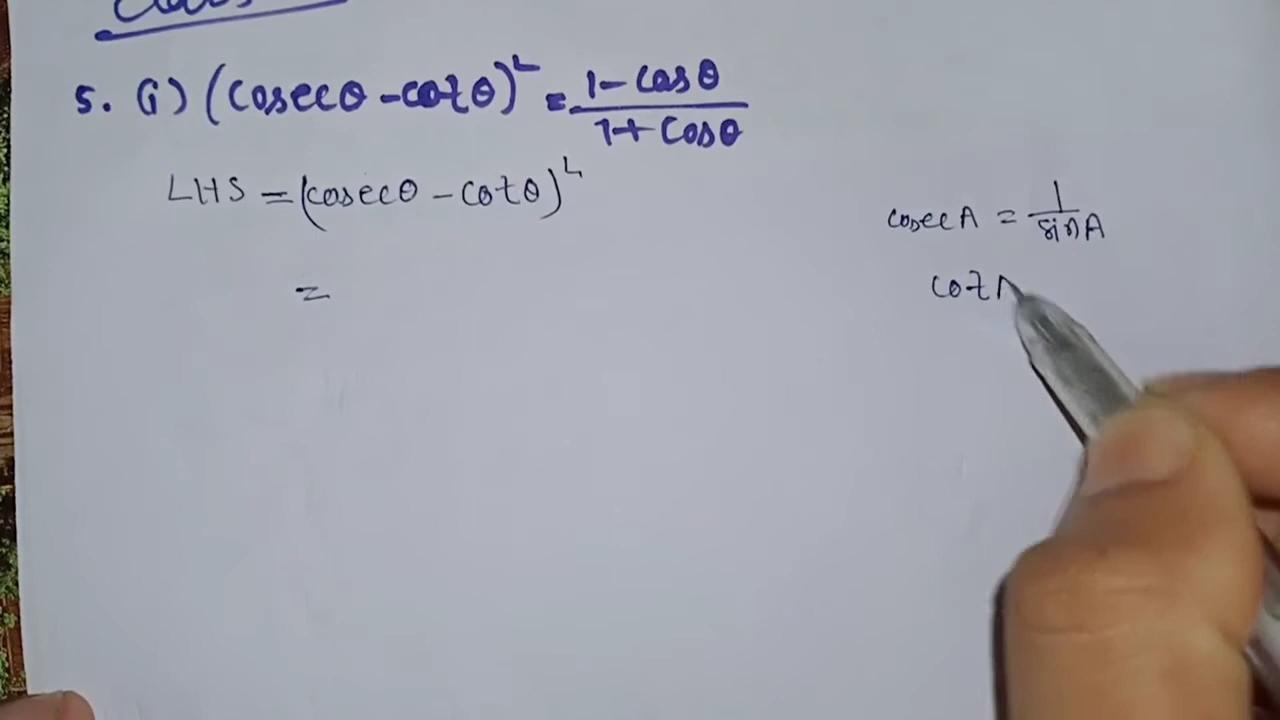 5. (i) (cosecθ - cotθ)² = 1 - cosθ / 1 + cosθ
LHS = (cosecθ - cotθ)²
cosecA = 1 / sinA
=
cot